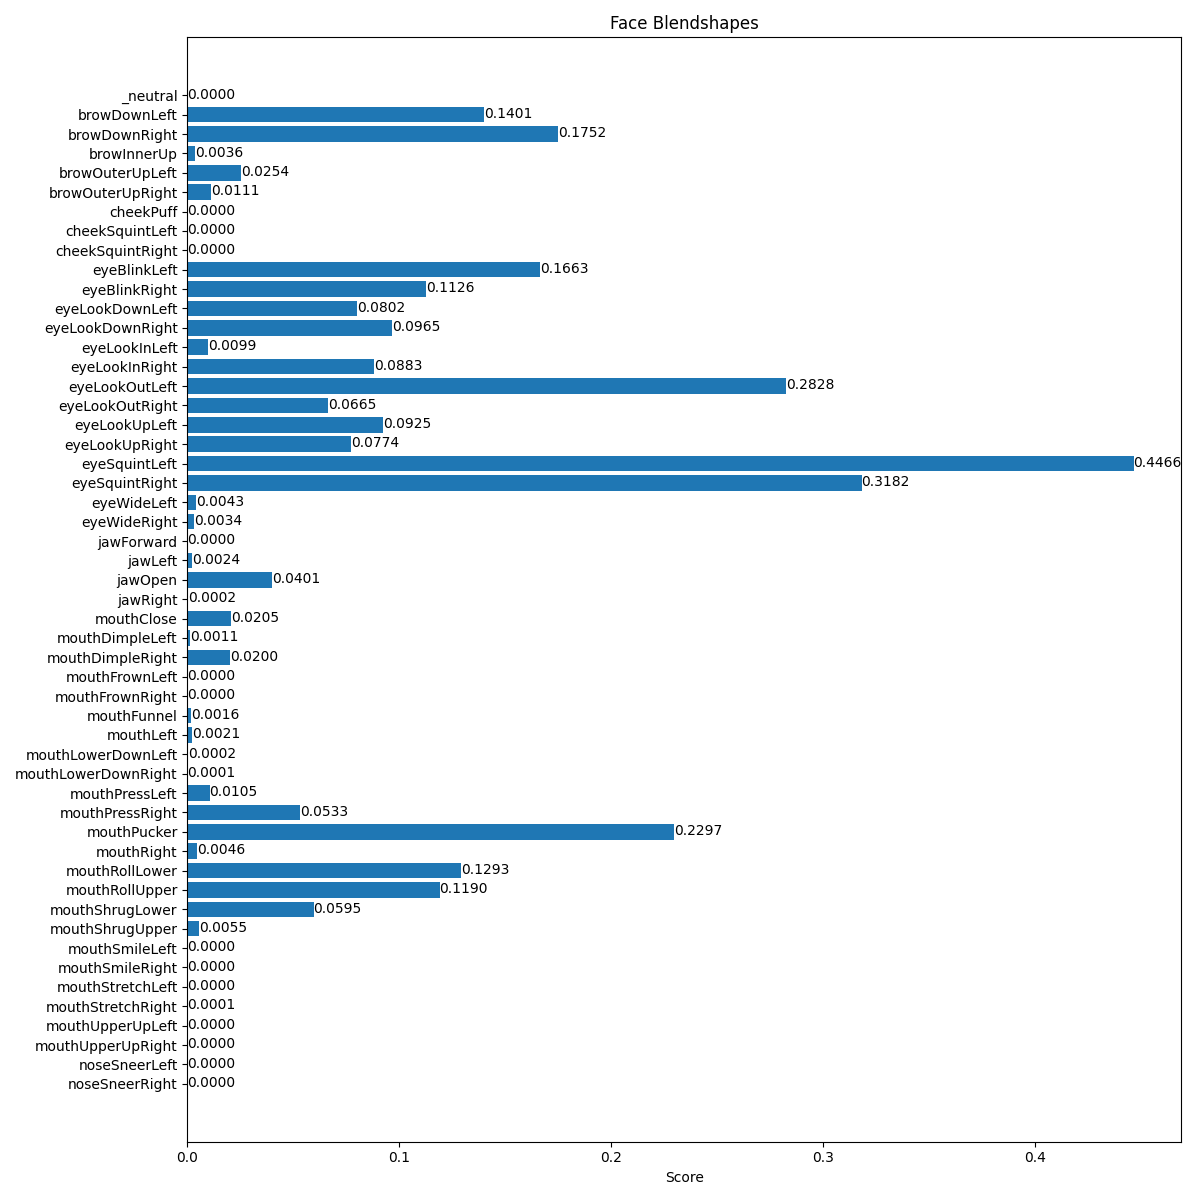 Face Blendshapes
_neutral 0.0000
browDownLeft 0.1401
browDownRight 0.1752
browInnerUp 0.0036
browOuterUpLeft 0.0254
browOuterUpRight 0.0111
cheekPuff 0.0000
cheekSquintLeft 0.0000
cheekSquintRight 0.0000
eyeBlinkLeft 0.1663
eyeBlinkRight 0.1126
eyeLookDownLeft 0.0802
eyeLookDownRight 0.0965
eyeLookInLeft 0.0099
eyeLookInRight 0.0883
eyeLookOutLeft 0.2828
eyeLookOutRight 0.0665
eyeLookUpLeft 0.0925
eyeLookUpRight 0.0774
eyeSquintLeft 0.4466
eyeSquintRight 0.3182
eyeWideLeft 0.0043
eyeWideRight 0.0034
jawForward 0.0000
jawLeft 0.0024
jawOpen 0.0401
jawRight 0.0002
mouthClose 0.0205
mouthDimpleLeft 0.0011
mouthDimpleRight 0.0200
mouthFrownLeft 0.0000
mouthFrownRight 0.0000
mouthFunnel 0.0016
mouthLeft 0.0021
mouthLowerDownLeft 0.0002
mouthLowerDownRight 0.0001
mouthPressLeft 0.0105
mouthPressRight 0.0533
mouthPucker 0.2297
mouthRight 0.0046
mouthRollLower 0.1293
mouthRollUpper 0.1190
mouthShrugLower 0.0595
mouthShrugUpper 0.0055
mouthSmileLeft 0.0000
mouthSmileRight 0.0000
mouthStretchLeft 0.0000
mouthStretchRight 0.0001
mouthUpperUpLeft 0.0000
mouthUpperUpRight 0.0000
noseSneerLeft 0.0000
noseSneerRight 0.0000
0.0 0.1 0.2 0.3 0.4
Score